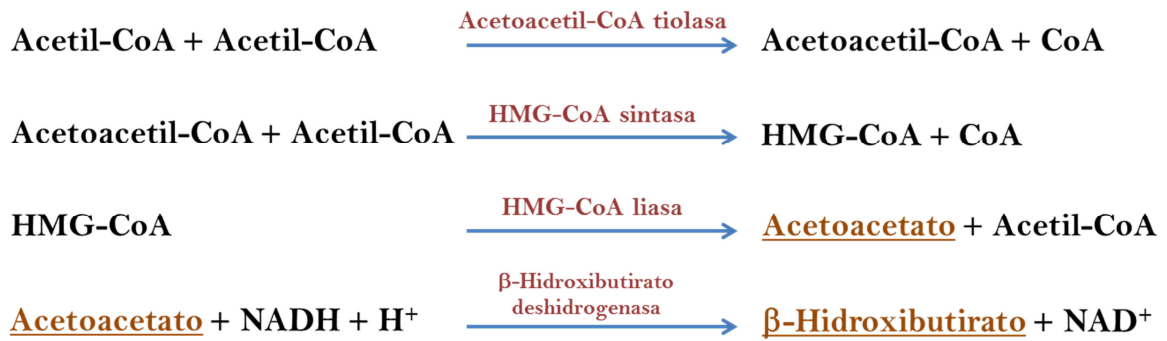 Acetil-CoA + Acetil-CoA Acetoacetil-CoA tiolasa Acetoacetil-CoA + CoA
Acetoacetil-CoA + Acetil-CoA HMG-CoA sintasa HMG-CoA + CoA
HMG-CoA HMG-CoA liasa Acetoacetato + Acetil-CoA
Acetoacetato + NADH + H⁺ β-Hidroxibutirato deshidrogenasa β-Hidroxibutirato + NAD⁺